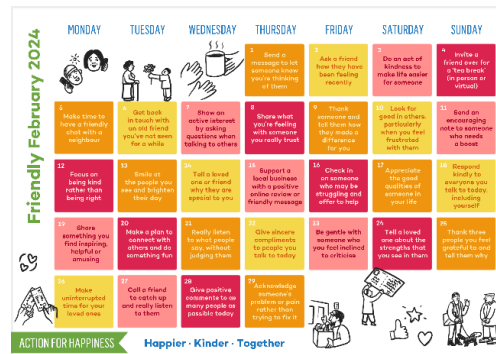 Friendly February 2024
MONDAY TUESDAY WEDNESDAY THURSDAY FRIDAY SATURDAY SUNDAY
1
Send a
message to let
someone know
you're thinking
of them
2
Ask a friend
how they have
been feeling
recently
3
Do an act of
kindness to
make life easier
for someone
4
Invite a
friend over for
a 'tea break'
(in person or
virtual)
5
Make time to
have a friendly
chat with a
neighbour
6
Get back
in touch with
an old friend
you've not seen
for a while
7
Show an
active interest
by asking
questions when
talking to others
8
Share what
you're feeling
with someone
you really trust
9
Thank
someone and
tell them how
they made a
difference
for you
10
Look for
good in others,
particularly
when you feel
frustrated
with them
11
Send an
encouraging
note to someone
who needs
a boost
12
Focus on
being kind
rather than
being right
13
Smile at
the people you
see and brighten
their day
14
Tell a loved
one or friend
why they are
special to you
15
Support a
local business
with a positive
online review or
friendly message
16
Check in
on someone
who may be
struggling and
offer to help
17
Appreciate
the good
qualities of
someone in
your life
18
Respond
kindly to
everyone you
talk to today,
including
yourself
19
Share
something you
find inspiring,
helpful or
amusing
20
Make a plan to
connect with
others and do
something fun
21
Really listen
to what people
say, without
judging them
22
Give sincere
compliments
to people you
talk to today
23
Be gentle with
someone who
you feel inclined
to criticise
24
Tell a loved
one about the
strengths that
you see in them
25
Thank three
people you feel
grateful to and
tell them why
26
Make
uninterrupted
time for your
loved ones
27
Call a friend
to catch up
and really listen
to them
28
Give positive
comments to as
many people as
possible today
29
Acknowledge
someone's
problem or pain
rather than
trying to fix it
ACTION FOR HAPPINESS
Happier · Kinder · Together